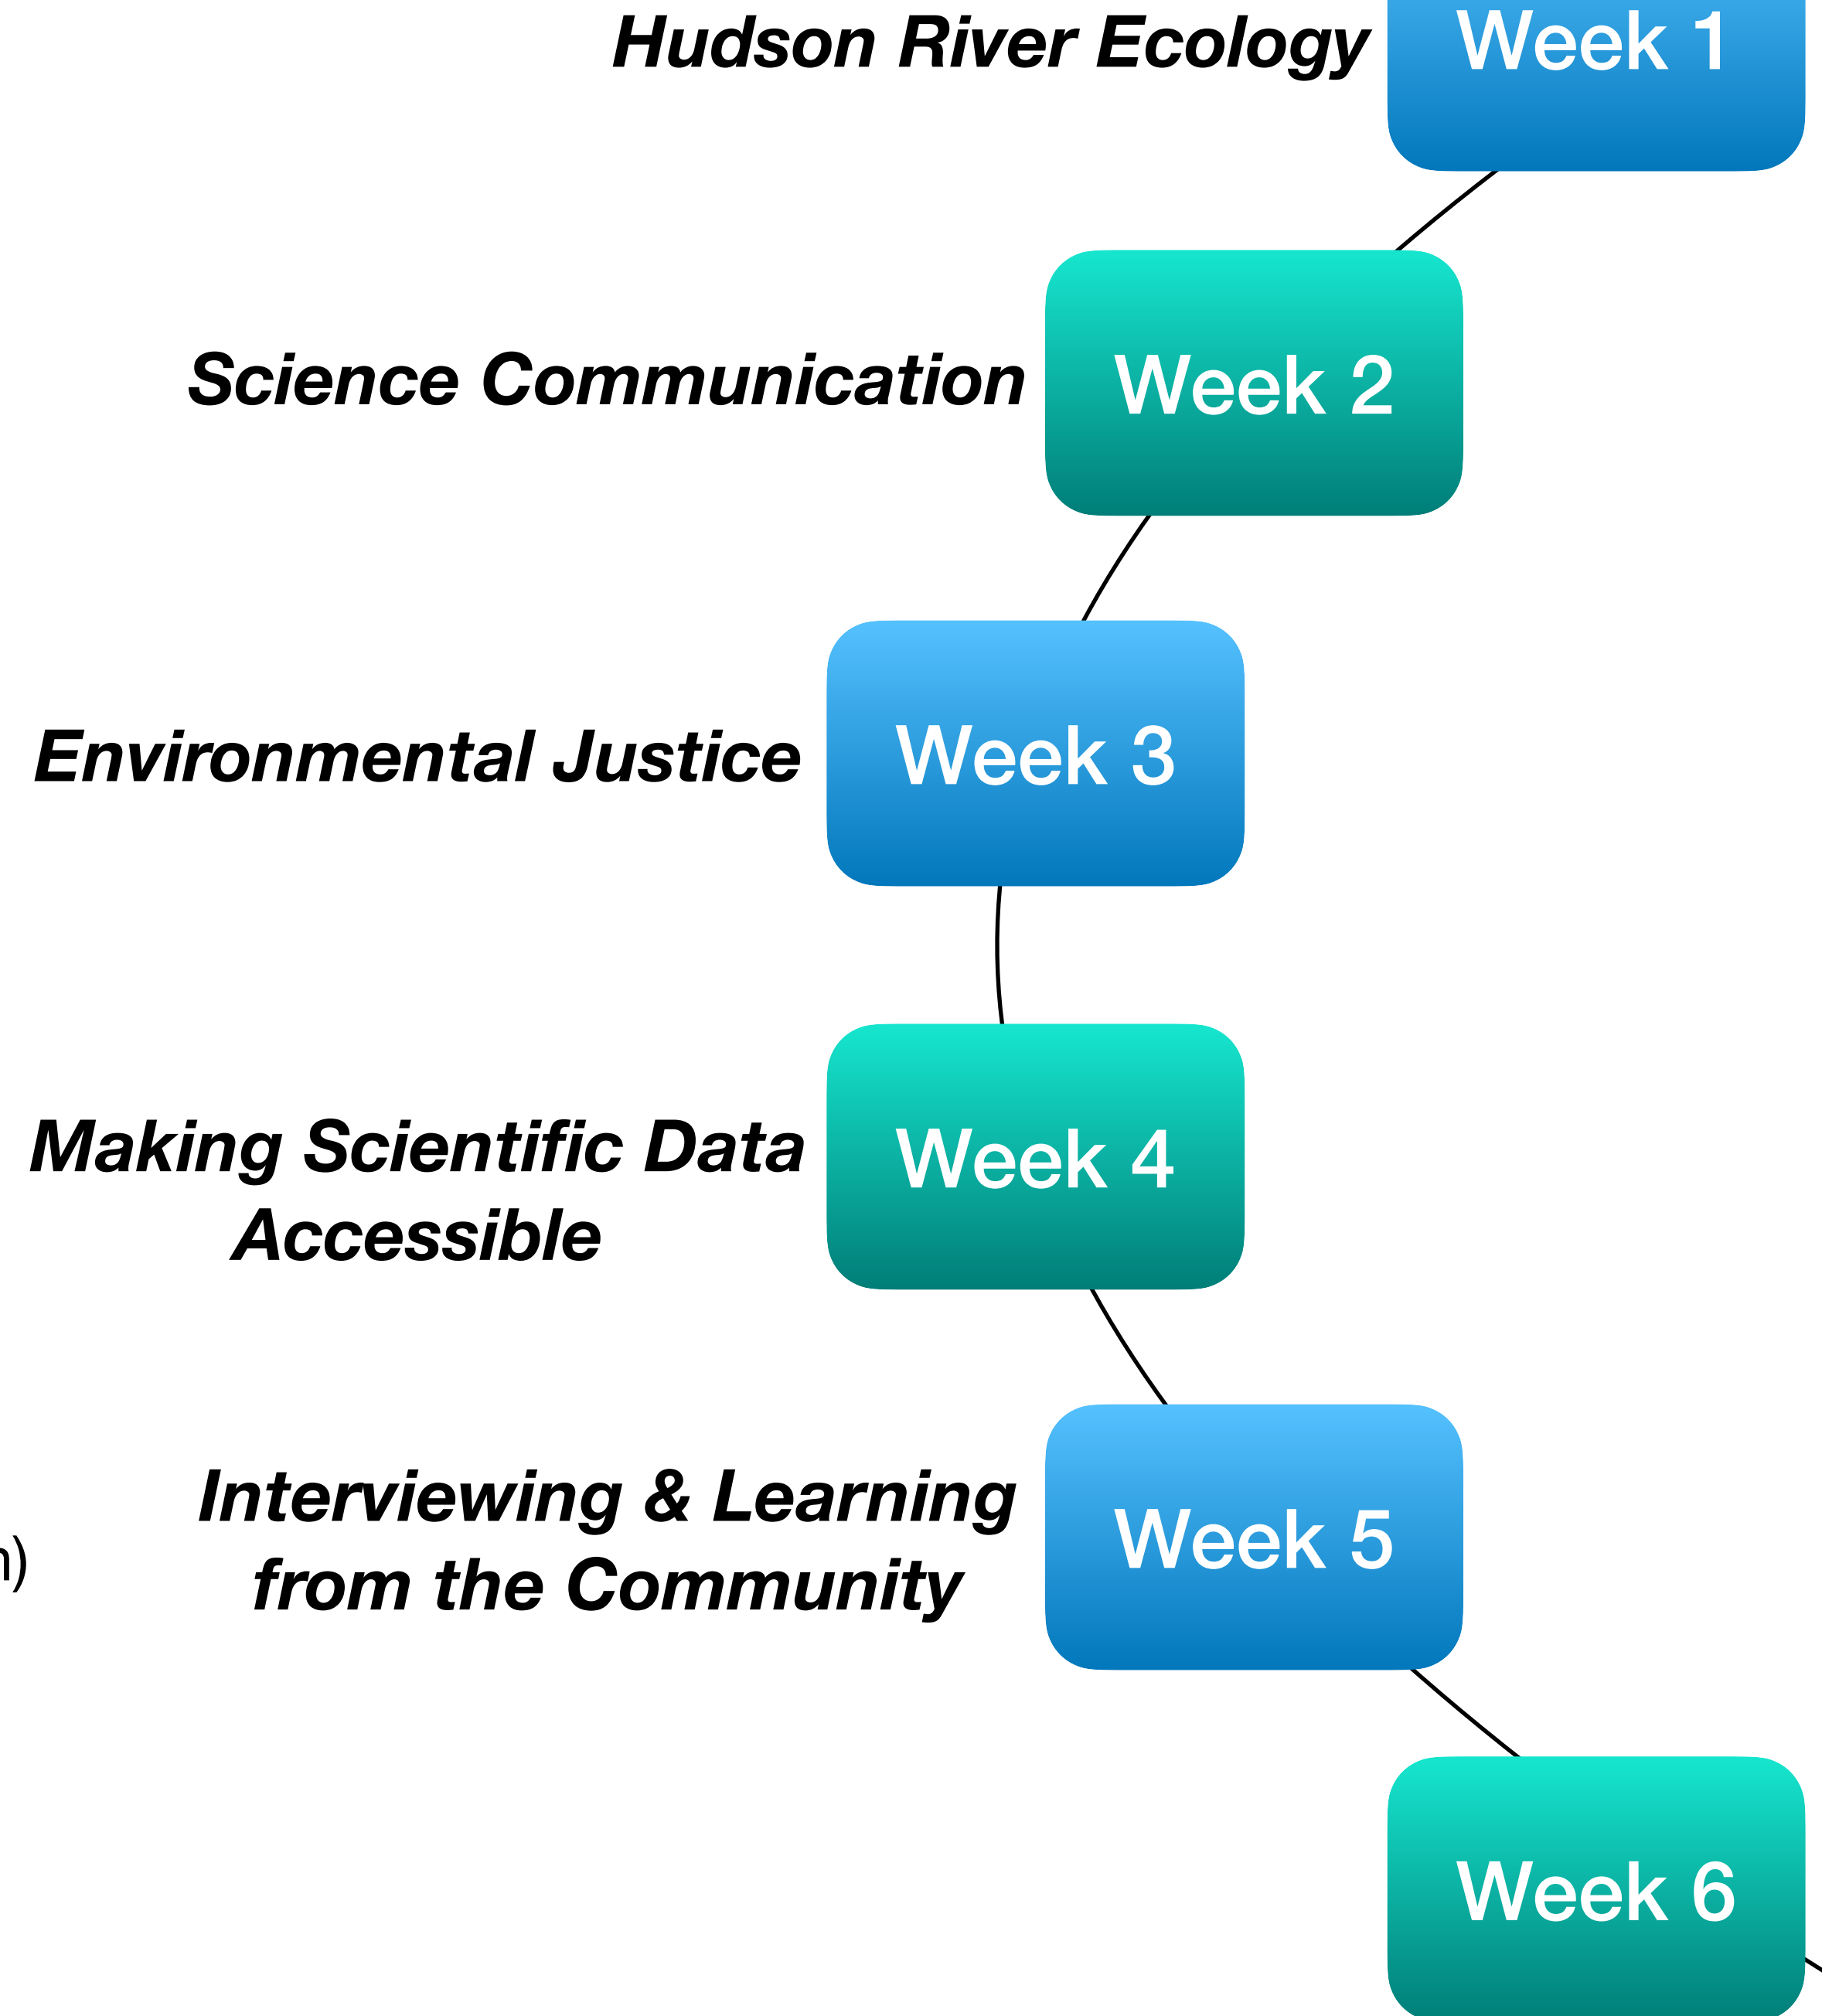 Hudson River Ecology
Week 1
Science Communication
Week 2
Environmental Justice
Week 3
Making Scientific Data
Accessible
Week 4
Interviewing & Learning
from the Community
Week 5
Week 6